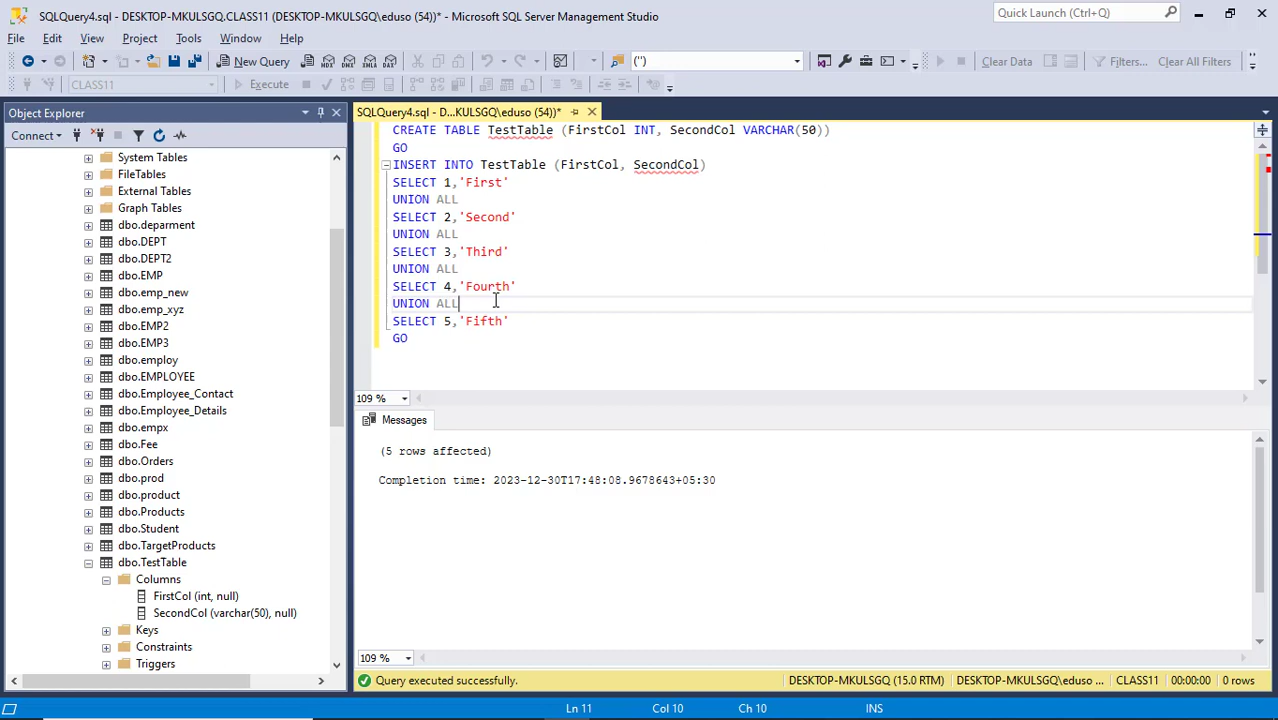 SQLQuery4.sql - DESKTOP-MKULSGQ.CLASS11 (DESKTOP-MKULSGQ\eduso (54))* - Microsoft SQL Server Management Studio
Quick Launch (Ctrl+Q)
File Edit View Project Tools Window Help
New Query MDX DMX XMLA DAX ('') Clear Data Filters... Clear All Filters
CLASS11 Execute
Object Explorer
Connect
System Tables
FileTables
External Tables
Graph Tables
dbo.deparment
dbo.DEPT
dbo.DEPT2
dbo.EMP
dbo.emp_new
dbo.emp_xyz
dbo.EMP2
dbo.EMP3
dbo.employ
dbo.EMPLOYEE
dbo.Employee_Contact
dbo.Employee_Details
dbo.empx
dbo.Fee
dbo.Orders
dbo.prod
dbo.product
dbo.Products
dbo.Student
dbo.TargetProducts
dbo.TestTable
Columns
FirstCol (int, null)
SecondCol (varchar(50), null)
Keys
Constraints
Triggers
SQLQuery4.sql - D...KULSGQ\eduso (54))*
CREATE TABLE TestTable (FirstCol INT, SecondCol VARCHAR(50))
GO
INSERT INTO TestTable (FirstCol, SecondCol)
SELECT 1,'First'
UNION ALL
SELECT 2,'Second'
UNION ALL
SELECT 3,'Third'
UNION ALL
SELECT 4,'Fourth'
UNION ALL
SELECT 5,'Fifth'
GO
109 %
Messages
(5 rows affected)
Completion time: 2023-12-30T17:48:08.9678643+05:30
109 %
Query executed successfully. DESKTOP-MKULSGQ (15.0 RTM) DESKTOP-MKULSGQ\eduso ... CLASS11 00:00:00 0 rows
Ln 11 Col 10 Ch 10 INS